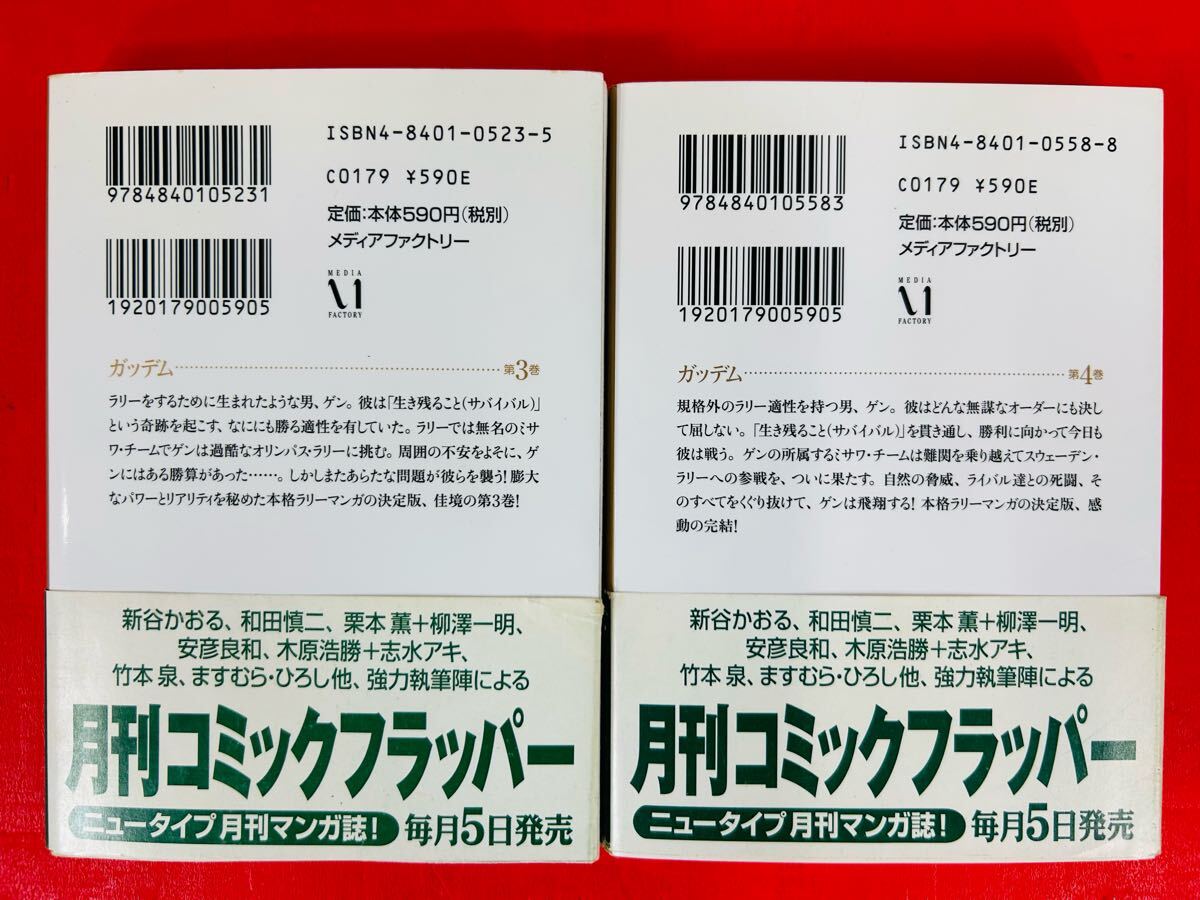 ISBN4-8401-0523-5
9784840105231
C0179 ¥590E
定価:本体590円(税別)
メディアファクトリー
1920179005905
MEDIA
FACTORY
ガッデム 第3巻
ラリーをするために生まれたような男、ゲン。彼は「生き残ること(サバイバル)」
という奇跡を起こす、なににも勝る適性を有していた。ラリーでは無名のミサ
ワ・チームでゲンは過酷なオリンパス・ラリーに挑む。周囲の不安をよそに、ゲ
ンにはある勝算があった……。しかしまたあらたな問題が彼らを襲う!膨大
なパワーとリアリティを秘めた本格ラリーマンガの決定版、佳境の第3巻!
新谷かおる、和田慎二、栗本 薫+柳澤一明、
安彦良和、木原浩勝+志水アキ、
竹本 泉、ますむら・ひろし他、強力執筆陣による
月刊コミックフラッパー
ニュータイプ月刊マンガ誌! 毎月5日発売
ISBN4-8401-0558-8
9784840105583
C0179 ¥590E
定価:本体590円(税別)
メディアファクトリー
1920179005905
MEDIA
FACTORY
ガッデム 第4巻
規格外のラリー適性を持つ男、ゲン。彼はどんな無謀なオーダーにも決し
て屈しない。「生き残ること(サバイバル)」を貫き通し、勝利に向かって今日も
彼は戦う。ゲンの所属するミサワ・チームは難関を乗り越えてスウェーデン・
ラリーへの参戦を、ついに果たす。自然の脅威、ライバル達との死闘、そ
のすべてをくぐり抜けて、ゲンは飛翔する!本格ラリーマンガの決定版、感
動の完結!
新谷かおる、和田慎二、栗本 薫+柳澤一明、
安彦良和、木原浩勝+志水アキ、
竹本 泉、ますむら・ひろし他、強力執筆陣による
月刊コミックフラッパー
ニュータイプ月刊マンガ誌! 毎月5日発売